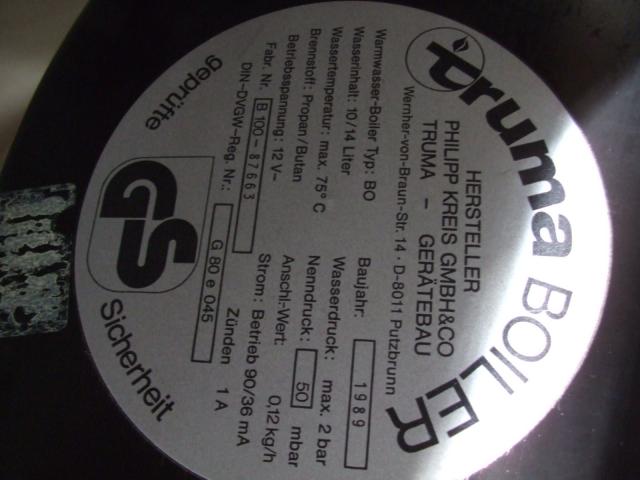 truma BOILER
HERSTELLER
PHILIPP KREIS GMBH&CO
TRUMA – GERÄTEBAU
Wernher-von-Braun-Str. 14 · D-8011 Putzbrunn
Warmwasser-Boiler Typ: BO
Wasserinhalt: 10/14 Liter
Wassertemperatur: max. 75° C
Brennstoff: Propan/Butan
Betriebsspannung: 12 V–
Fabr. Nr. B 100-87663
DIN-DVGW-Reg. Nr.: G 80 e 045
Baujahr: 1989
Wasserdruck: max. 2 bar
Nenndruck: 50 mbar
Anschl.-Wert: 0,12 kg/h
Strom: Betrieb 90/36 mA
Zünden 1 A
geprüfte
GS
Sicherheit